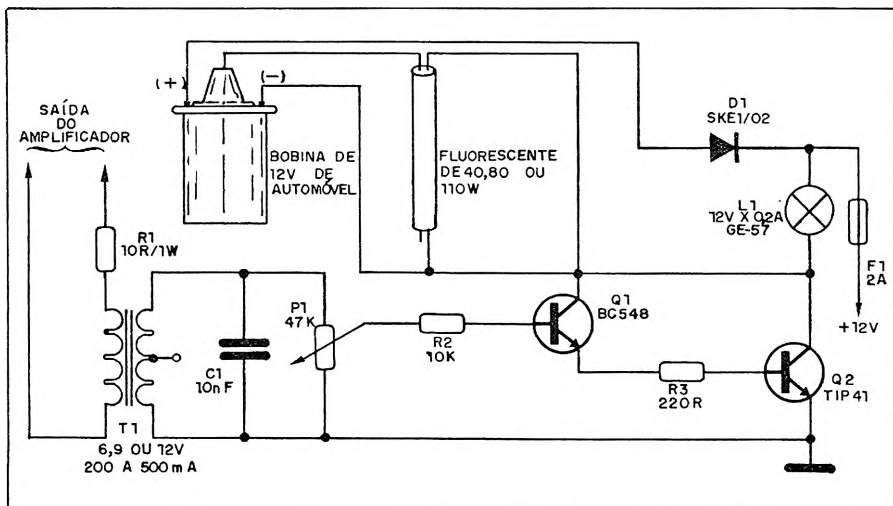 SAÍDA
DO
AMPLIFICADOR
R1
10R/1W
T1
6,9 OU 12V
200 A 500mA
(+)
(-)
BOBINA DE
12V DE
AUTOMÓVEL
FLUORESCENTE
DE 40,80 OU
110W
C1
10nF
P1
47K
R2
10K
Q1
BC548
R3
220R
Q2
TIP41
D1
SKE1/02
L1
12V X 0,2A
GE-57
F1
2A
+12V